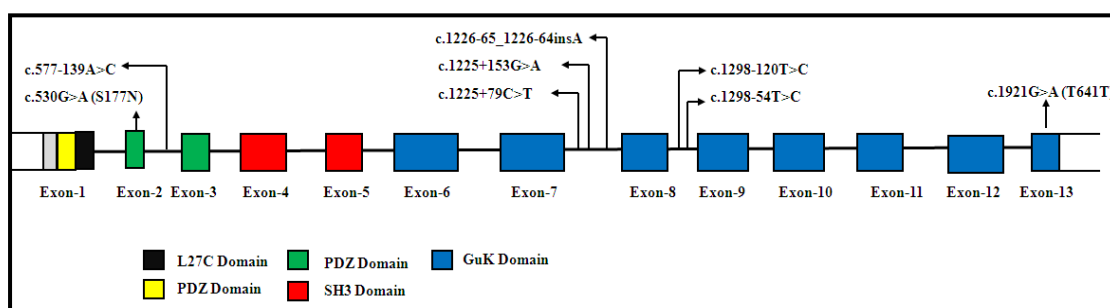 c.1226-65_1226-64insA
c.577-139A>C
c.1225+153G>A
c.1298-120T>C
c.530G>A (S177N)
c.1225+79C>T
c.1298-54T>C
c.1921G>A (T641T
Exon-1 Exon-2 Exon-3 Exon-4 Exon-5 Exon-6 Exon-7 Exon-8 Exon-9 Exon-10 Exon-11 Exon-12 Exon-13
L27C Domain PDZ Domain GuK Domain
PDZ Domain SH3 Domain